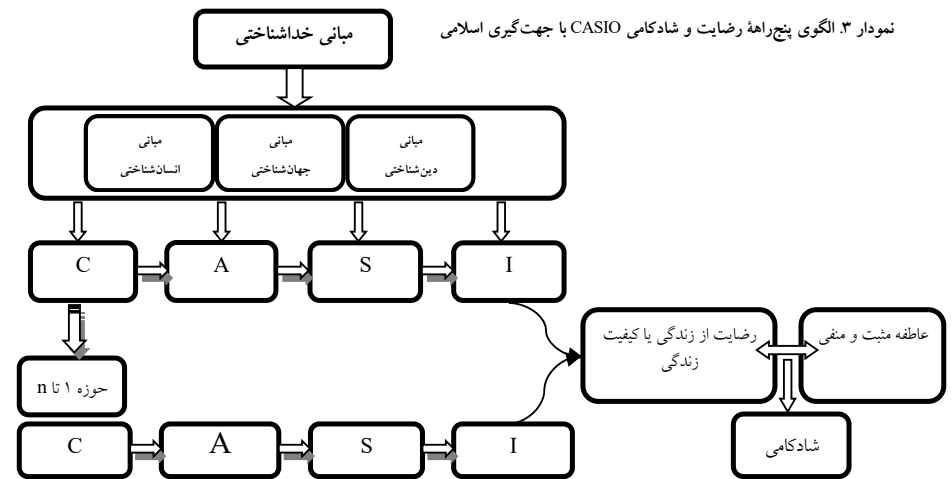 نمودار ۳. الگوی پنج‌راههٔ رضایت و شادکامی CASIO با جهت‌گیری اسلامی
مبانی خداشناختی
مبانی
دین‌شناختی
مبانی
جهان‌شناختی
مبانی
انسان‌شناختی
C
A
S
I
حوزه ۱ تا n
C
A
S
I
رضایت از زندگی یا کیفیت
زندگی
عاطفه مثبت و منفی
شادکامی